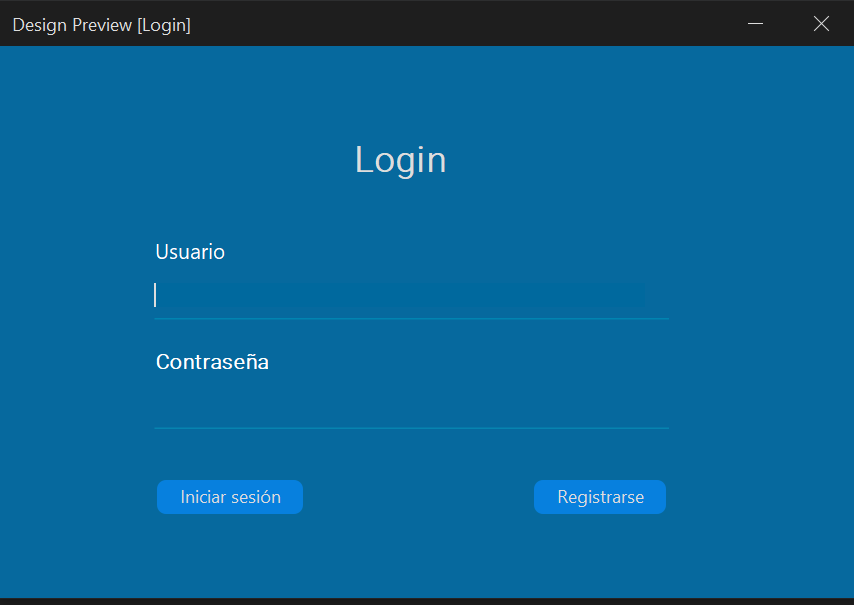 Design Preview [Login]
Login
Usuario
Contraseña
Iniciar sesión
Registrarse